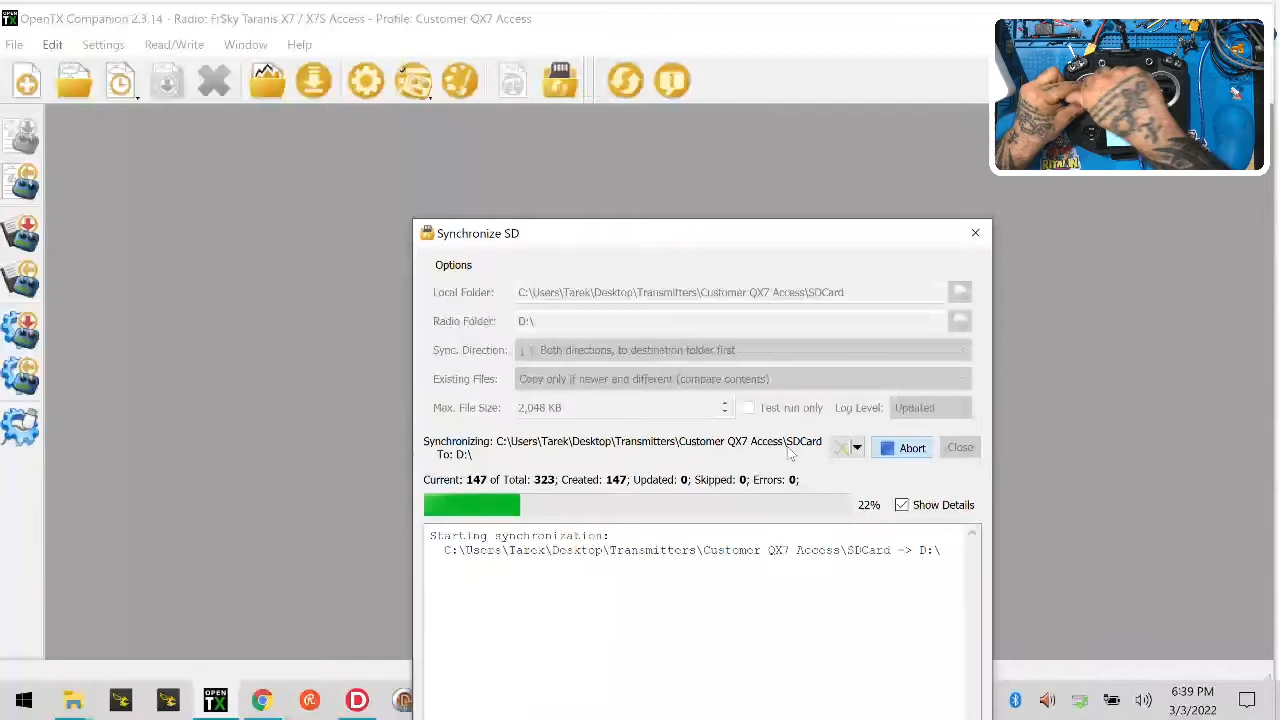 OpenTX Companion 2.3.14 - Radio: FrSky Taranis X7 / X7S Access - Profile: Customer QX7 Access
File Edit Settings Read/Write Window Help
RITALIN
Synchronize SD
Options
Local Folder: C:\Users\Tarek\Desktop\Transmitters\Customer QX7 Access\SDCard
Radio Folder: D:\
Sync. Direction: Both directions, to destination folder first
Existing Files: Copy only if newer and different (compare contents)
Max. File Size: 2,048 KB Test run only Log Level: Updated
Synchronizing: C:\Users\Tarek\Desktop\Transmitters\Customer QX7 Access\SDCard
To: D:\
Abort Close
Current: 147 of Total: 323; Created: 147; Updated: 0; Skipped: 0; Errors: 0;
22% Show Details
Starting synchronization:
C:\Users\Tarek\Desktop\Transmitters\Customer QX7 Access\SDCard -> D:\
OPEN
TX
6:39 PM
3/3/2022